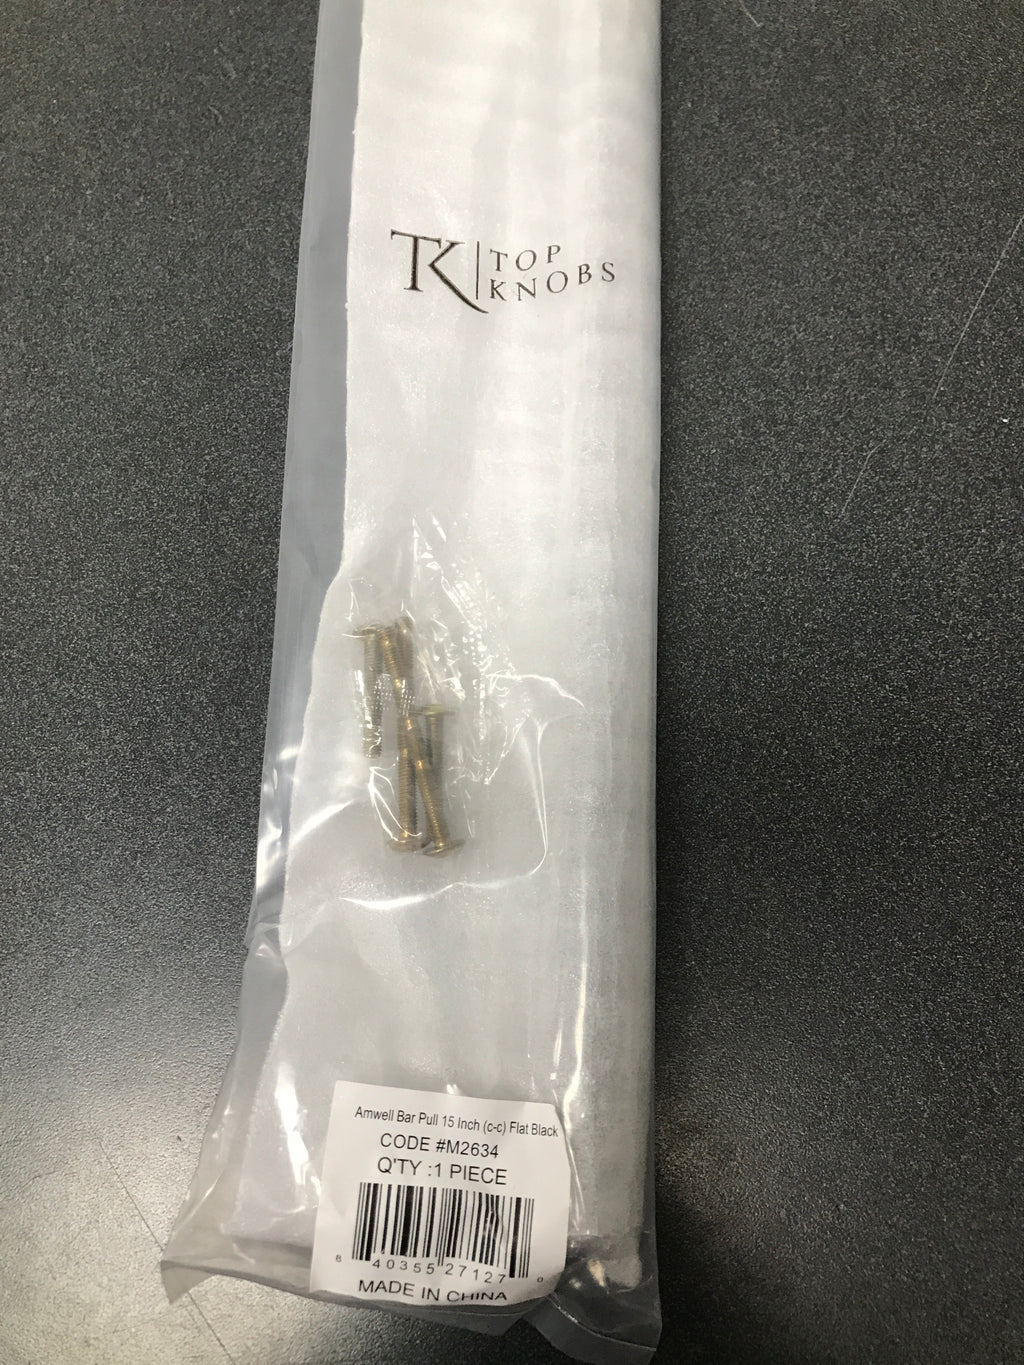 TK TOP
KNOBS
Amwell Bar Pull 15 Inch (c-c) Flat Black
CODE #M2634
Q'TY :1 PIECE
8 40355 27127 0
MADE IN CHINA